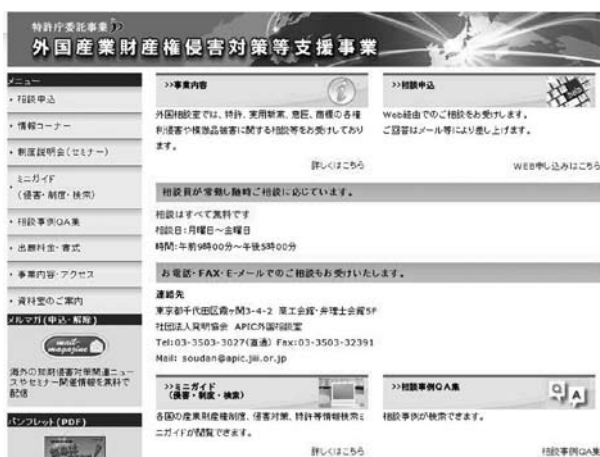 特許庁委託事業
外国産業財産権侵害対策等支援事業
メニュー
・相談申込
・情報コーナー
・制度説明会(セミナー)
・ミニガイド
(侵害・制度・検索)
・相談事例QA集
・出願料金・書式
・事業内容・アクセス
・資料室のご案内
メルマガ(申込・解除)
mail-magazine
海外の知財侵害対策関連ニュー
スやセミナー開催情報を無料で
配信
パンフレット(PDF)
>>事業内容
外国相談室では、特許、実用新案、意匠、商標の各権
利侵害や模倣品被害に関する相談等をお受けしており
ます。
詳しくはこちら
>>相談申込
Web経由でのご相談をお受けします。
ご回答はメール等により差し上げます。
WEB申し込みはこちら
相談員が常勤し随時ご相談に応じています。
相談はすべて無料です
相談日:月曜日～金曜日
時間:午前9時00分～午後5時00分
お電話・FAX・E-メールでのご相談もお受けいたします。
連絡先
東京都千代田区霞ヶ関3-4-2 商工会館・弁理士会館5F
社団法人発明協会 APIC外国相談室
Tel:03-3503-3027(直通) Fax:03-3503-32391
Mail: soudan@apic.jiii.or.jp
>>ミニガイド
(侵害・制度・検索)
各国の産業財産権制度、侵害対策、特許等情報検索ミ
ニガイドが閲覧できます。
詳しくはこちら
>>相談事例QA集
Q A
相談事例が検索できます。
相談事例QA集